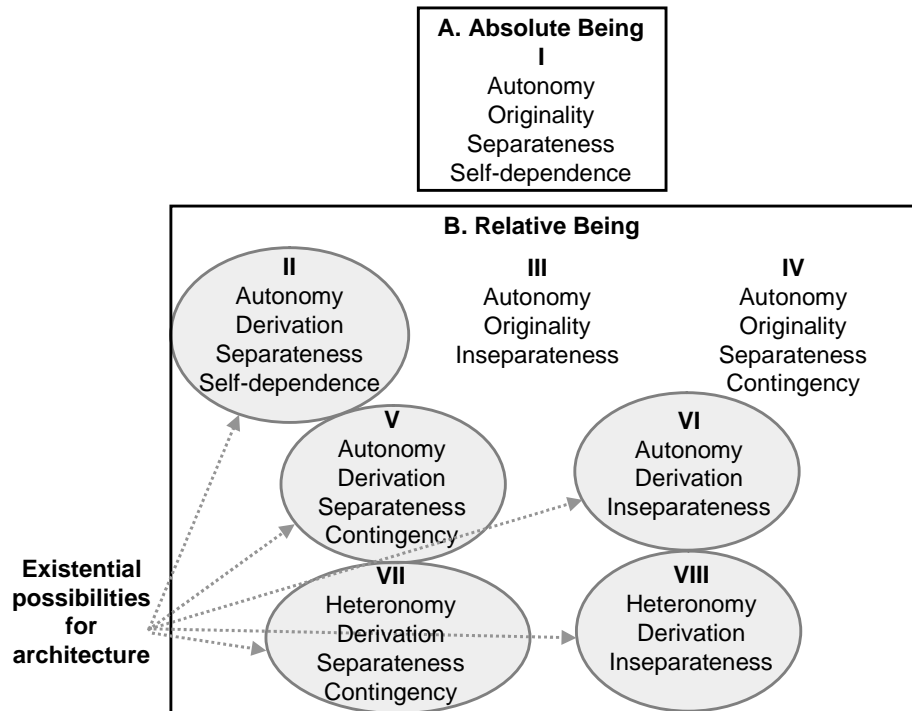 A. Absolute Being
I
Autonomy
Originality
Separateness
Self-dependence
B. Relative Being
II
Autonomy
Derivation
Separateness
Self-dependence
III
Autonomy
Originality
Inseparateness
IV
Autonomy
Originality
Separateness
Contingency
V
Autonomy
Derivation
Separateness
Contingency
VI
Autonomy
Derivation
Inseparateness
Existential
possibilities
for
architecture
VII
Heteronomy
Derivation
Separateness
Contingency
VIII
Heteronomy
Derivation
Inseparateness